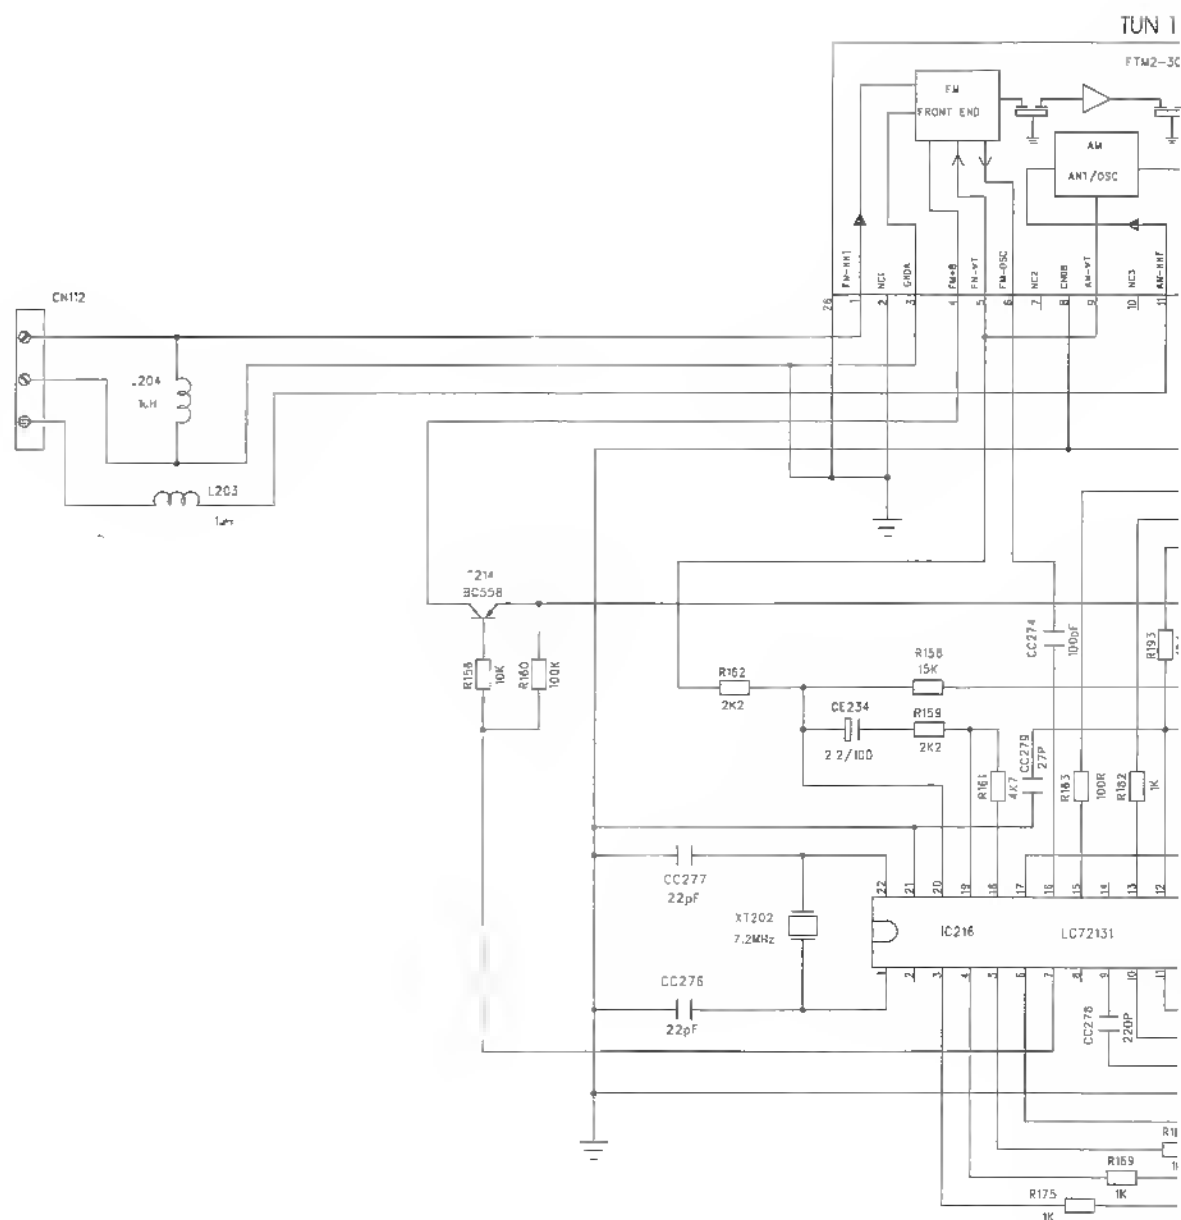 TUN 1
FTM2-3C
FM
FRONT END
AM
ANT/OSC
NC1
GNDA
FM+B
FM-VT
FM-OSC
NC2
GNDB
AM-VT
NC3
26
1
2
3
4
5
6
7
8
9
10
11
CN112
L204
1uH
L203
BC558
R158
10K
R160
100K
R162
2K2
R158
15K
CE234
2.2/100
R159
2K2
CC274
100pF
R193
CC279
27P
R161
4K7
R183
100R
R182
1K
CC277
22pF
XT202
7.2MHz
22
21
20
19
18
17
16
15
14
13
12
IC216
LC72131
1
2
3
4
5
6
7
8
9
10
11
CC276
22pF
CC278
220P
R169
1K
R175
1K